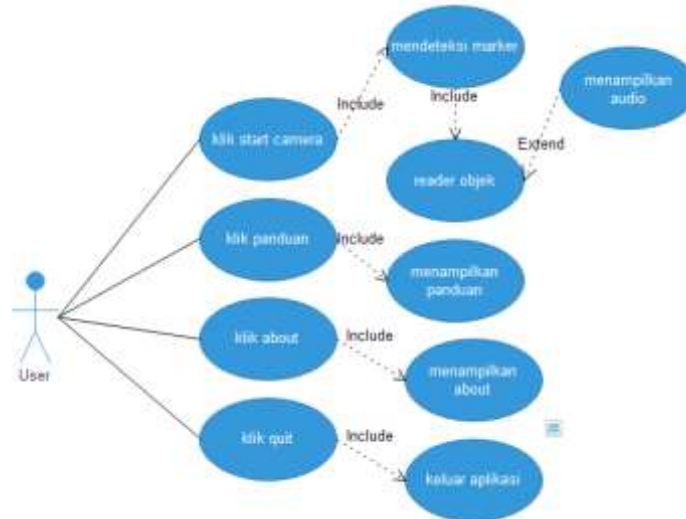 mendeteksi marker
menampilkan
audio
Include
Include
klik start camera
Extend
reader objek
klik panduan
Include
menampilkan
panduan
klik about
Include
menampilkan
about
User
klik quit
Include
keluar aplikasi